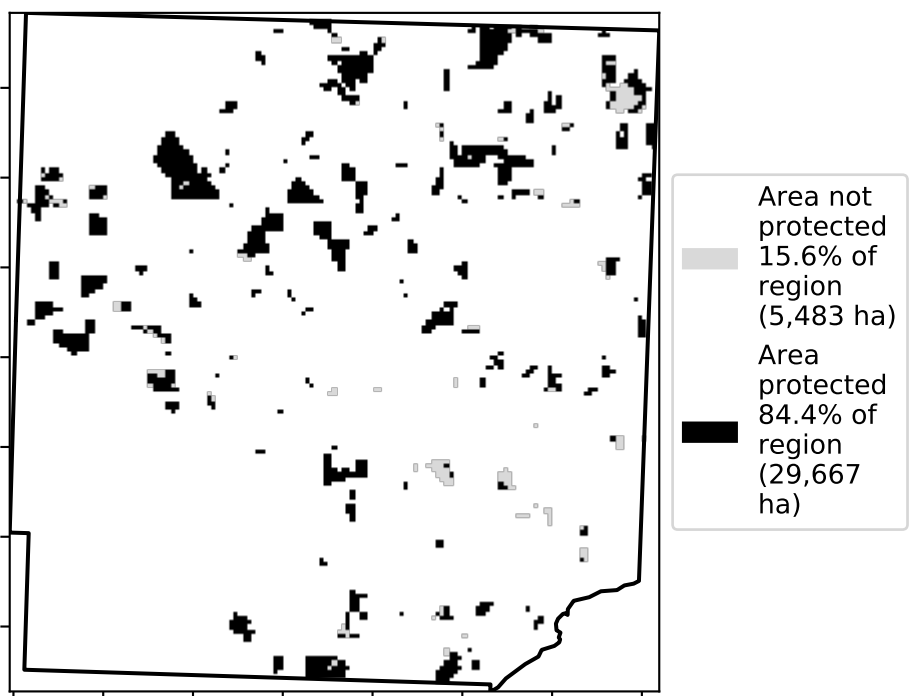 Area not
protected
15.6% of
region
(5,483 ha)
Area
protected
84.4% of
region
(29,667
ha)